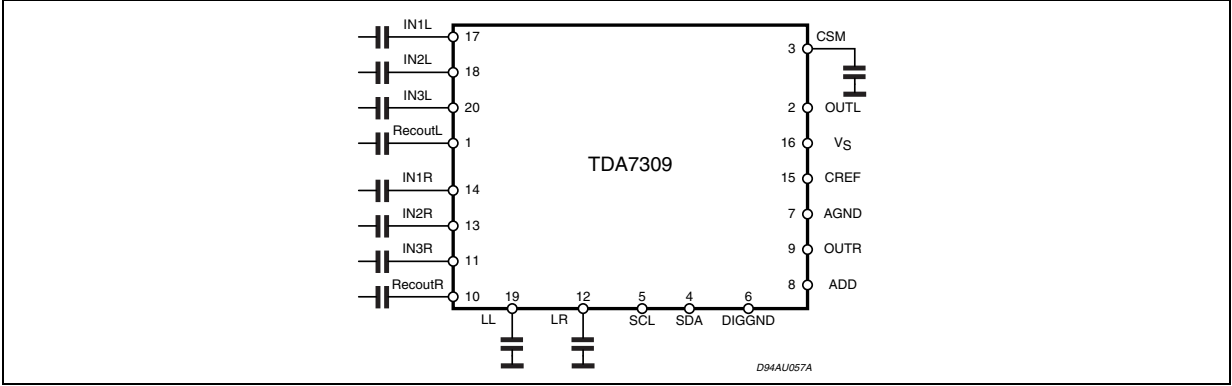 IN1L
17
IN2L
18
IN3L
20
RecoutL
1
IN1R
14
IN2R
13
IN3R
11
RecoutR
10
TDA7309
3 CSM
2 OUTL
16 VS
15 CREF
7 AGND
9 OUTR
8 ADD
19 12 5 4 6
LL LR SCL SDA DIGGND
D94AU057A